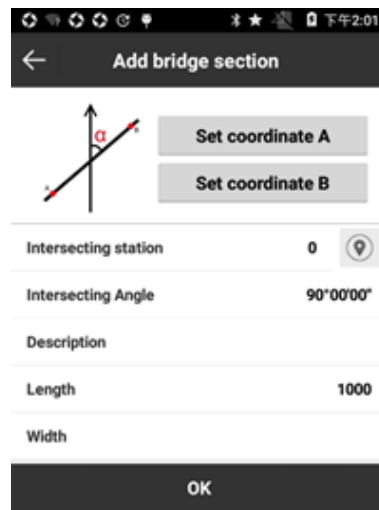 下午2:01
Add bridge section
α
Set coordinate A
Set coordinate B
Intersecting station 0
Intersecting Angle 90°00'00"
Description
Length 1000
Width
OK